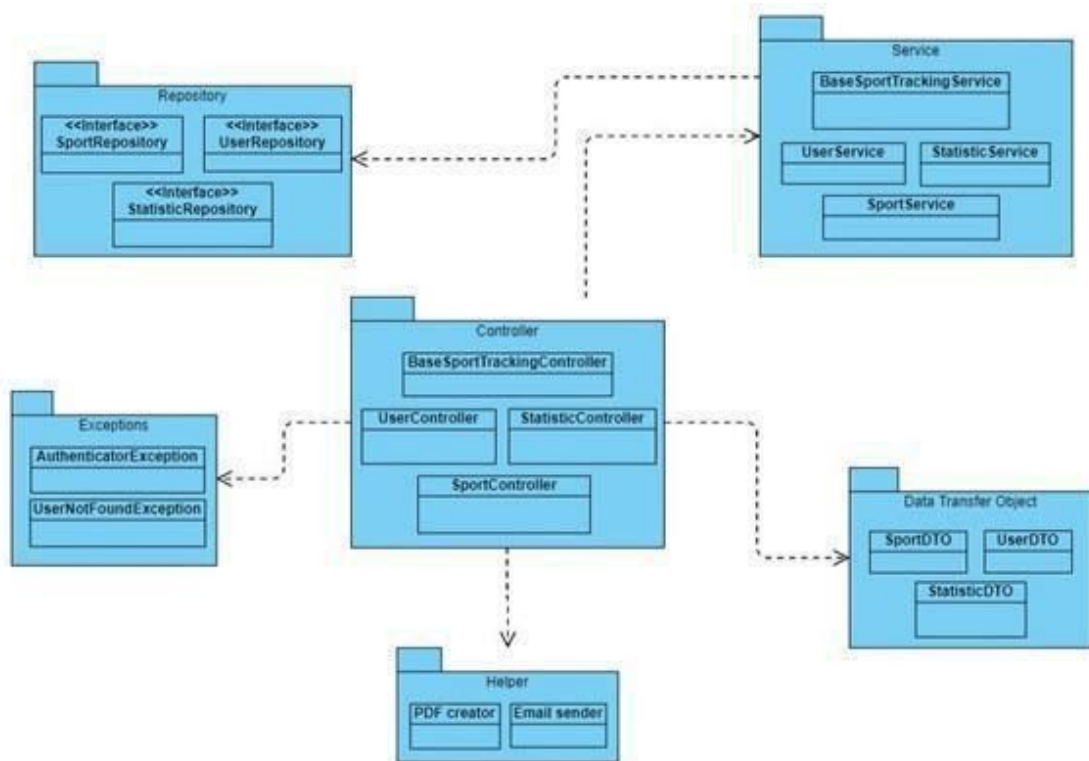 Service
BaseSportTrackingService
UserService
StatisticService
SportService
Repository
<<Interface>>
SportRepository
<<Interface>>
UserRepository
<<Interface>>
StatisticRepository
Controller
BaseSportTrackingController
UserController
StatisticController
SportController
Exceptions
AuthenticatorException
UserNotFoundException
Data Transfer Object
SportDTO
UserDTO
StatisticDTO
Helper
PDF creator
Email sender